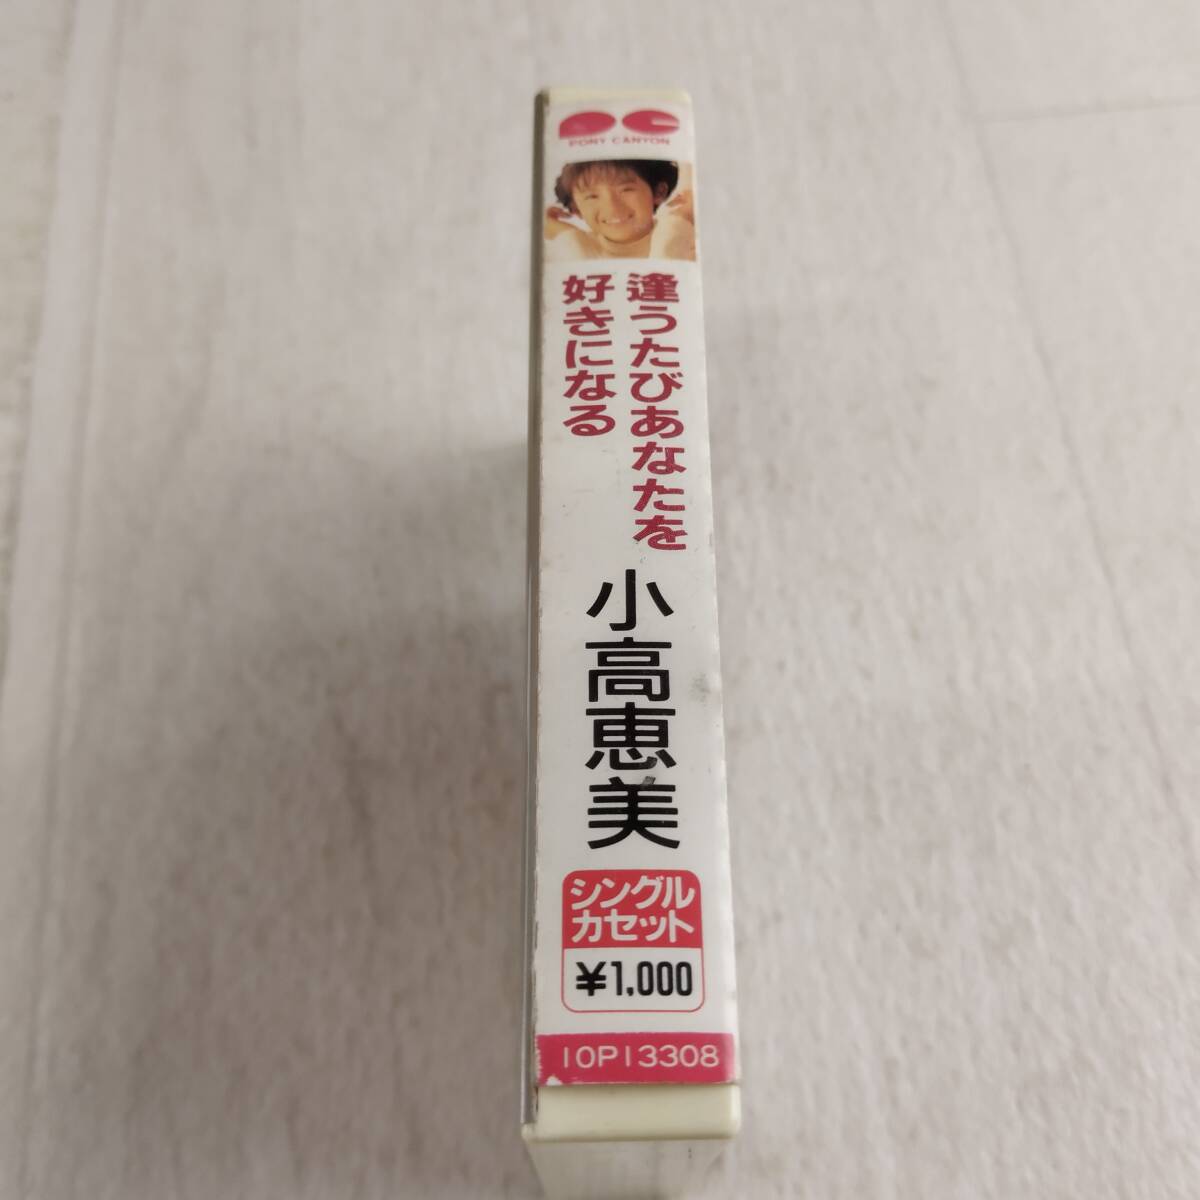 PONY CANYON
逢うたびあなたを
好きになる
小高恵美
シングル
カセット
¥1,000
10P13308